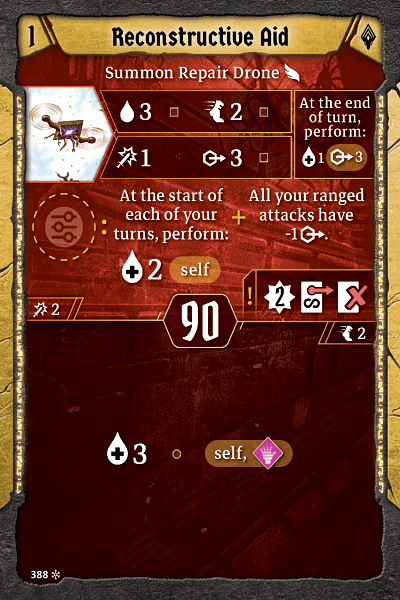 1
Reconstructive Aid
Summon Repair Drone
3
2
1
3
At the end
of turn,
perform:
1 3
At the start of
each of your
turns, perform:
2 self
+
All your ranged
attacks have
-1.
! 2
2
90
2
3
self,
388